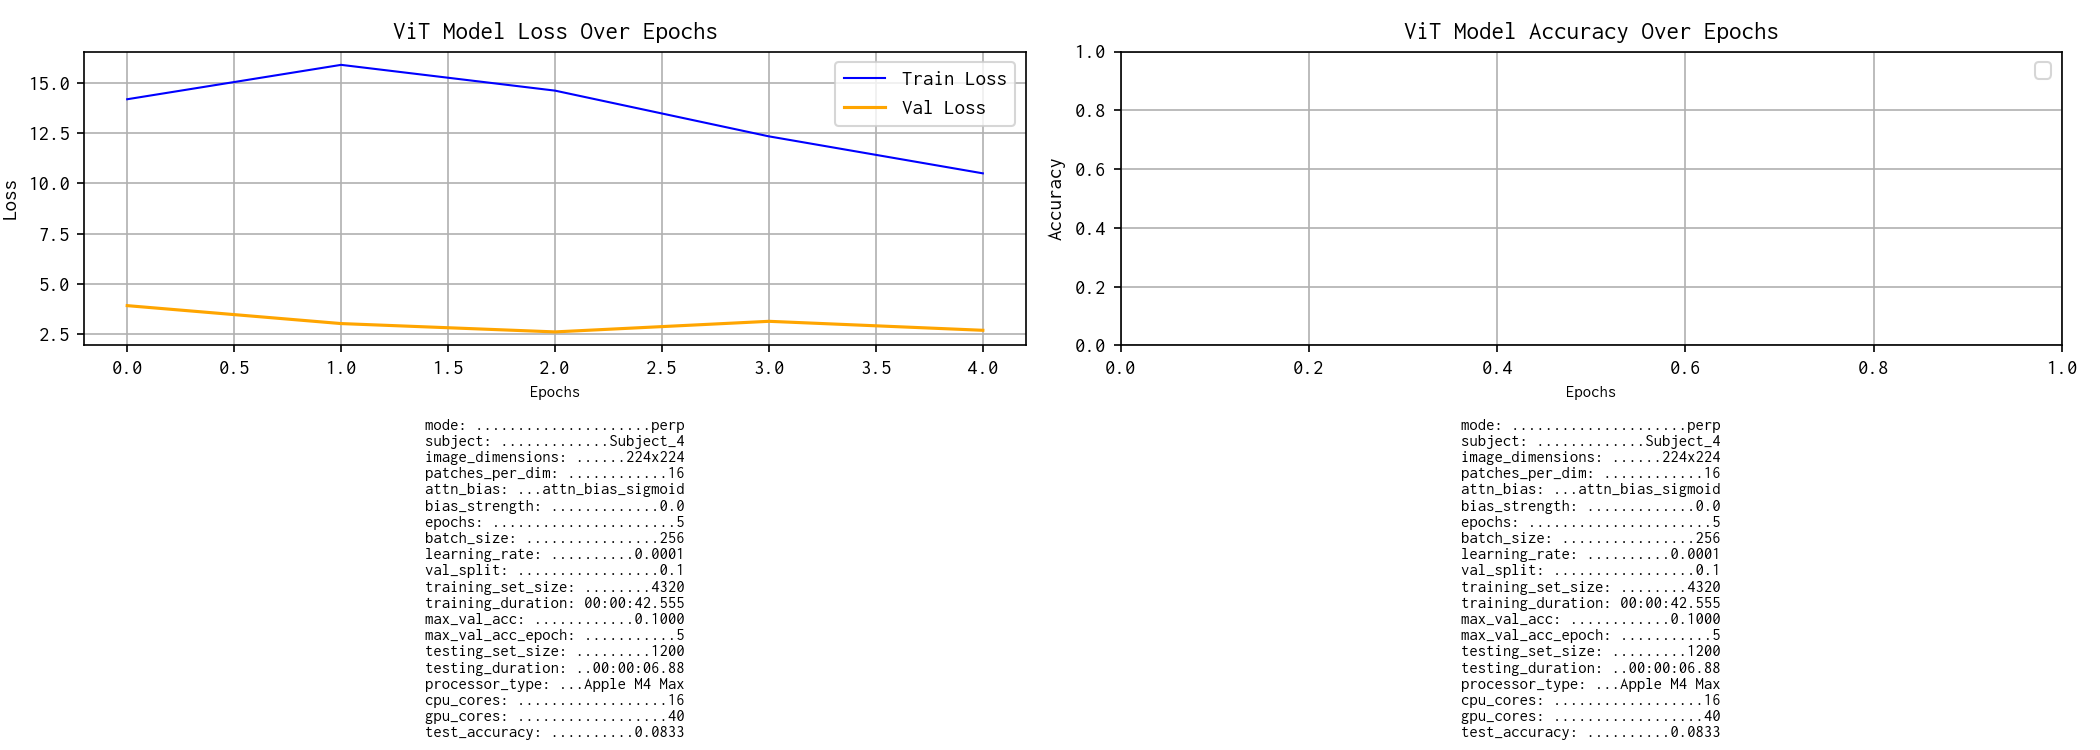 ViT Model Loss Over Epochs
15.0
12.5
10.0
7.5
5.0
2.5
Loss
Train Loss
Val Loss
0.0 0.5 1.0 1.5 2.0 2.5 3.0 3.5 4.0
Epochs
mode: .....................perp
subject: .............Subject_4
image_dimensions: ......224x224
patches_per_dim: ............16
attn_bias: ...attn_bias_sigmoid
bias_strength: .............0.0
epochs: ......................5
batch_size: ................256
learning_rate: ..........0.0001
val_split: .................0.1
training_set_size: ........4320
training_duration: 00:00:42.555
max_val_acc: ............0.1000
max_val_acc_epoch: ...........5
testing_set_size: .........1200
testing_duration: ..00:00:06.88
processor_type: ...Apple M4 Max
cpu_cores: ..................16
gpu_cores: ..................40
test_accuracy: ..........0.0833
ViT Model Accuracy Over Epochs
1.0
0.8
0.6
0.4
0.2
0.0
Accuracy
0.0 0.2 0.4 0.6 0.8 1.0
Epochs
mode: .....................perp
subject: .............Subject_4
image_dimensions: ......224x224
patches_per_dim: ............16
attn_bias: ...attn_bias_sigmoid
bias_strength: .............0.0
epochs: ......................5
batch_size: ................256
learning_rate: ..........0.0001
val_split: .................0.1
training_set_size: ........4320
training_duration: 00:00:42.555
max_val_acc: ............0.1000
max_val_acc_epoch: ...........5
testing_set_size: .........1200
testing_duration: ..00:00:06.88
processor_type: ...Apple M4 Max
cpu_cores: ..................16
gpu_cores: ..................40
test_accuracy: ..........0.0833